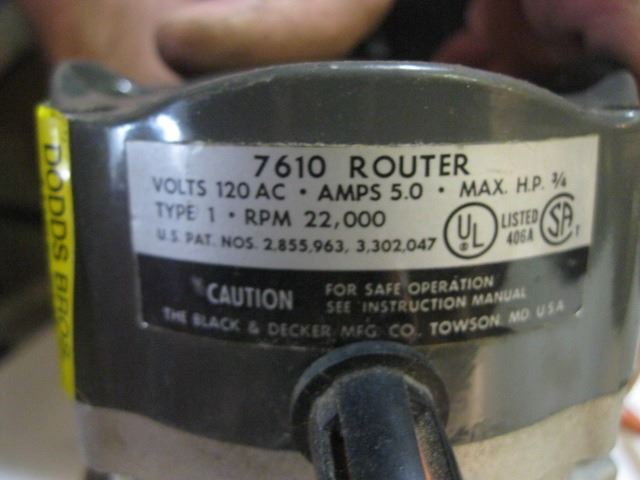 7610 ROUTER
VOLTS 120 AC · AMPS 5.0 · MAX. H.P. ¾
TYPE 1 · RPM 22,000
U.S. PAT. NOS. 2,855,963, 3,302,047
UL
LISTED
406A
SA
T
CAUTION
FOR SAFE OPERATION
SEE INSTRUCTION MANUAL
THE BLACK & DECKER MFG. CO. TOWSON, MD. U.S.A.
DODDS BROS.